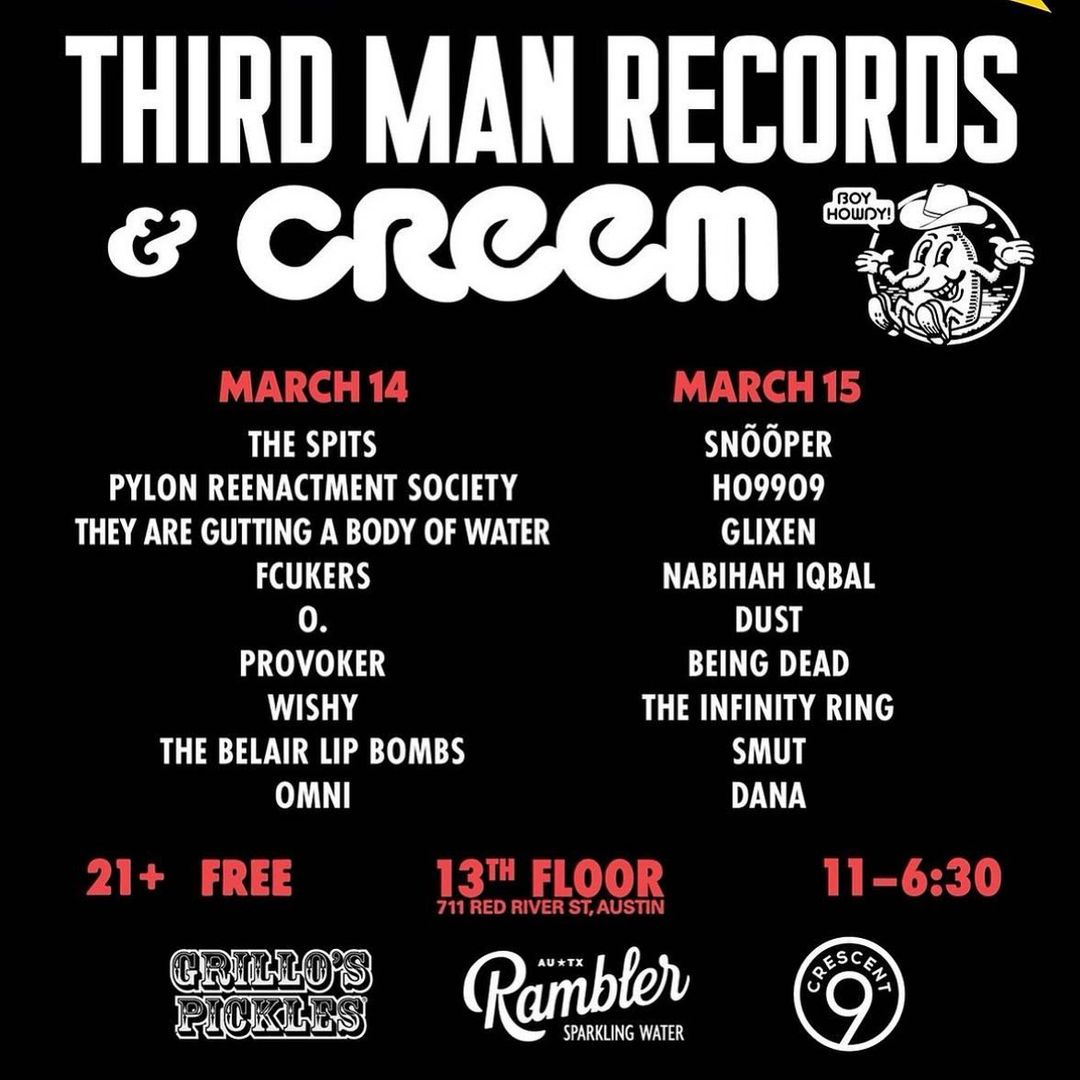 THIRD MAN RECORDS
& CREEM
BOY
HOWDY!
MARCH 14
THE SPITS
PYLON REENACTMENT SOCIETY
THEY ARE GUTTING A BODY OF WATER
FCUKERS
O.
PROVOKER
WISHY
THE BELAIR LIP BOMBS
OMNI
MARCH 15
SNÕÕPER
HO99O9
GLIXEN
NABIHAH IQBAL
DUST
BEING DEAD
THE INFINITY RING
SMUT
DANA
21+ FREE
13TH FLOOR
711 RED RIVER ST, AUSTIN
11–6:30
GRILLO'S
PICKLES
AU★TX
Rambler
SPARKLING WATER
CRESCENT
9